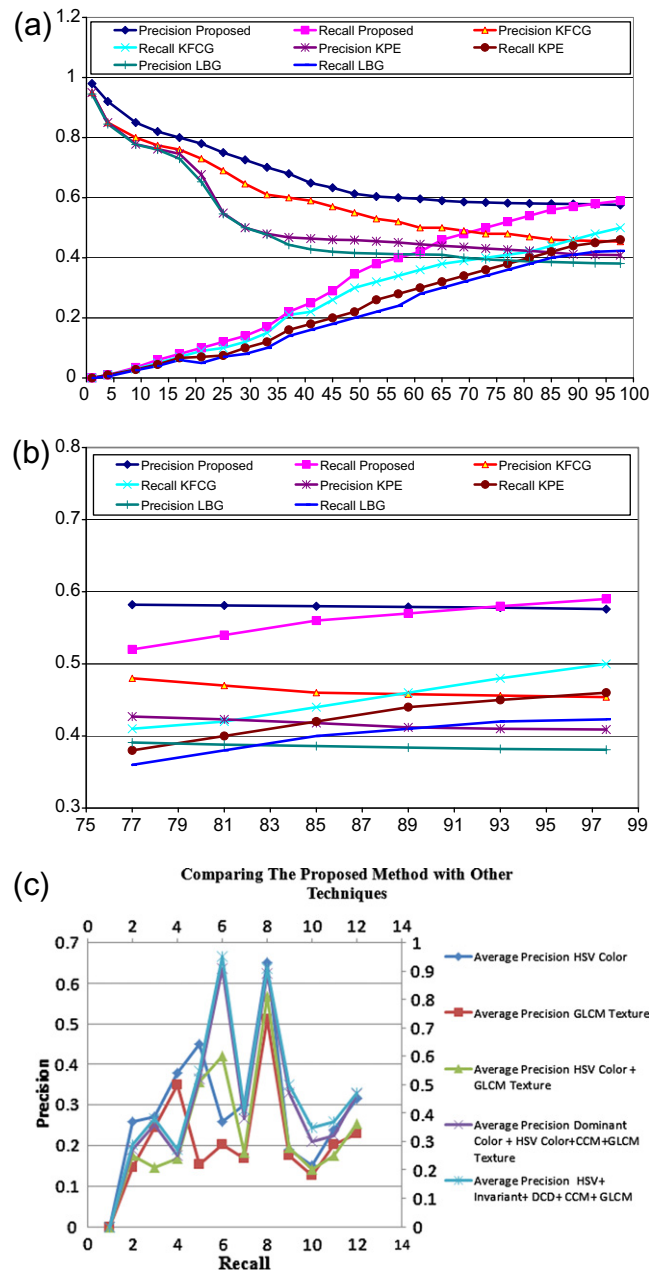 (a)
1.2
1
0.8
0.6
0.4
0.2
0
Precision Proposed Recall Proposed Precision KFCG
Recall KFCG Precision KPE Recall KPE
Precision LBG Recall LBG
0 5 10 15 20 25 30 35 40 45 50 55 60 65 70 75 80 85 90 95 100
(b)
0.8
0.7
0.6
0.5
0.4
0.3
Precision Proposed Recall Proposed Precision KFCG
Recall KFCG Precision KPE Recall KPE
Precision LBG Recall LBG
75 77 79 81 83 85 87 89 91 93 95 97 99
(c)
Comparing The Proposed Method with Other
Techniques
0 2 4 6 8 10 12 14
0.7
0.6
0.5
0.4
0.3
0.2
0.1
0
Precision
1
0.9
0.8
0.7
0.6
0.5
0.4
0.3
0.2
0.1
0
0 2 4 6 8 10 12 14
Recall
Average Precision HSV Color
Average Precision GLCM Texture
Average Precision HSV Color +
GLCM Texture
Average Precision Dominant
Color + HSV Color+CCM+GLCM
Texture
Average Precision HSV+
Invariant+ DCD+ CCM+ GLCM